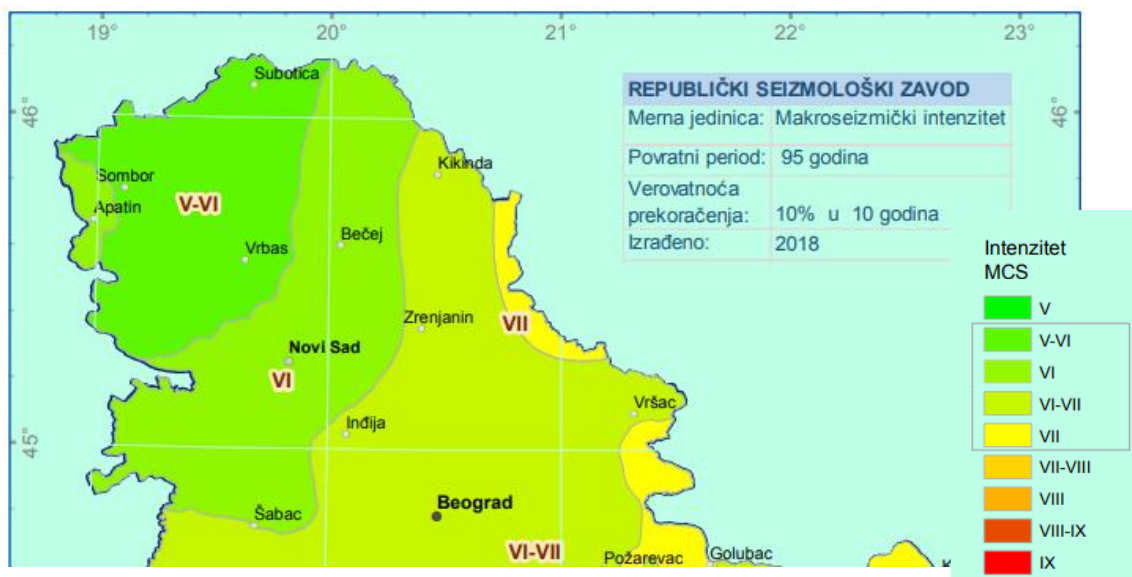 19° 20° 21° 22° 23°
46° 46°
45°
Subotica
Kikinda
Sombor
Apatin
V-VI
Bečej
Vrbas
Zrenjanin
VII
Novi Sad
VI
Vršac
Inđija
Beograd
Šabac
VI-VII
Požarevac
Golubac
K
REPUBLIČKI SEIZMOLOŠKI ZAVOD
Merna jedinica: Makroseizmički intenzitet
Povratni period: 95 godina
Verovatnoća
prekoračenja: 10% u 10 godina
Izrađeno: 2018
Intenzitet
MCS
V
V-VI
VI
VI-VII
VII
VII-VIII
VIII
VIII-IX
IX